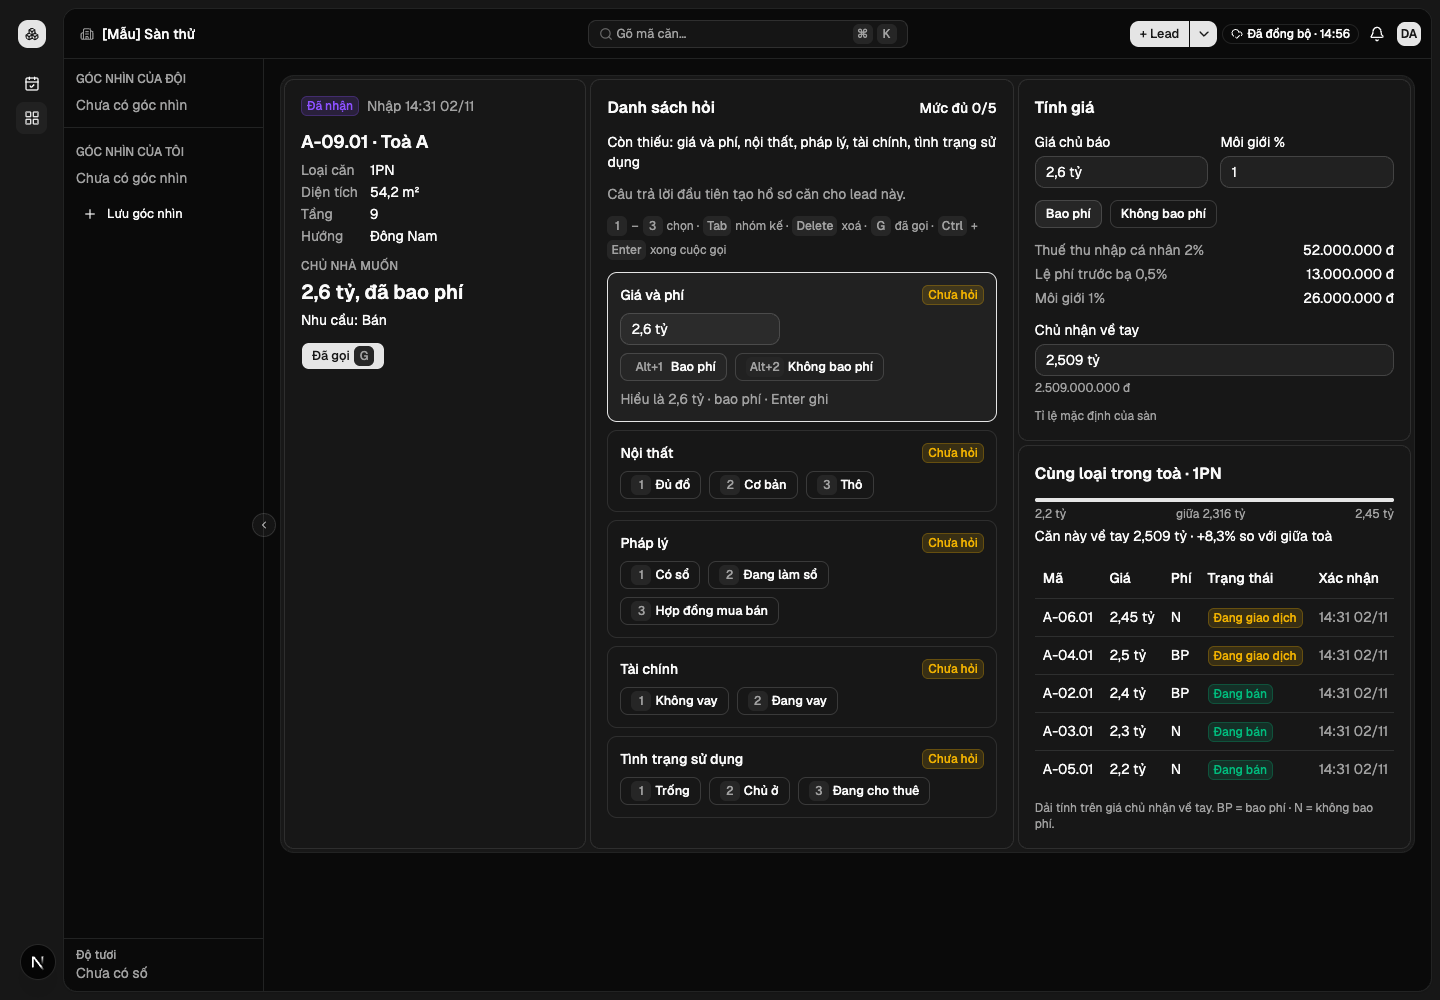 [Mẫu] Sàn thử
Gõ mã căn...
⌘ K
+ Lead
Đã đồng bộ · 14:56
DA
GÓC NHÌN CỦA ĐỘI
Chưa có góc nhìn
GÓC NHÌN CỦA TÔI
Chưa có góc nhìn
+ Lưu góc nhìn
Độ tươi
Chưa có số
N
Đã nhận Nhập 14:31 02/11
A-09.01 · Toà A
Loại căn 1PN
Diện tích 54,2 m²
Tầng 9
Hướng Đông Nam
CHỦ NHÀ MUỐN
2,6 tỷ, đã bao phí
Nhu cầu: Bán
Đã gọi G
Danh sách hỏi Mức đủ 0/5
Còn thiếu: giá và phí, nội thất, pháp lý, tài chính, tình trạng sử
dụng
Câu trả lời đầu tiên tạo hồ sơ căn cho lead này.
1 – 3 chọn · Tab nhóm kế · Delete xoá · G đã gọi · Ctrl +
Enter xong cuộc gọi
Giá và phí Chưa hỏi
2,6 tỷ
Alt+1 Bao phí Alt+2 Không bao phí
Hiểu là 2,6 tỷ · bao phí · Enter ghi
Nội thất Chưa hỏi
1 Đủ đồ 2 Cơ bản 3 Thô
Pháp lý Chưa hỏi
1 Có sổ 2 Đang làm sổ
3 Hợp đồng mua bán
Tài chính Chưa hỏi
1 Không vay 2 Đang vay
Tình trạng sử dụng Chưa hỏi
1 Trống 2 Chủ ở 3 Đang cho thuê
Tính giá
Giá chủ báo Môi giới %
2,6 tỷ 1
Bao phí Không bao phí
Thuế thu nhập cá nhân 2% 52.000.000 đ
Lệ phí trước bạ 0,5% 13.000.000 đ
Môi giới 1% 26.000.000 đ
Chủ nhận về tay
2,509 tỷ
2.509.000.000 đ
Tỉ lệ mặc định của sàn
Cùng loại trong toà · 1PN
2,2 tỷ giữa 2,316 tỷ 2,45 tỷ
Căn này về tay 2,509 tỷ · +8,3% so với giữa toà
Mã Giá Phí Trạng thái Xác nhận
A-06.01 2,45 tỷ N Đang giao dịch 14:31 02/11
A-04.01 2,5 tỷ BP Đang giao dịch 14:31 02/11
A-02.01 2,4 tỷ BP Đang bán 14:31 02/11
A-03.01 2,3 tỷ N Đang bán 14:31 02/11
A-05.01 2,2 tỷ N Đang bán 14:31 02/11
Dải tính trên giá chủ nhận về tay. BP = bao phí · N = không bao
phí.